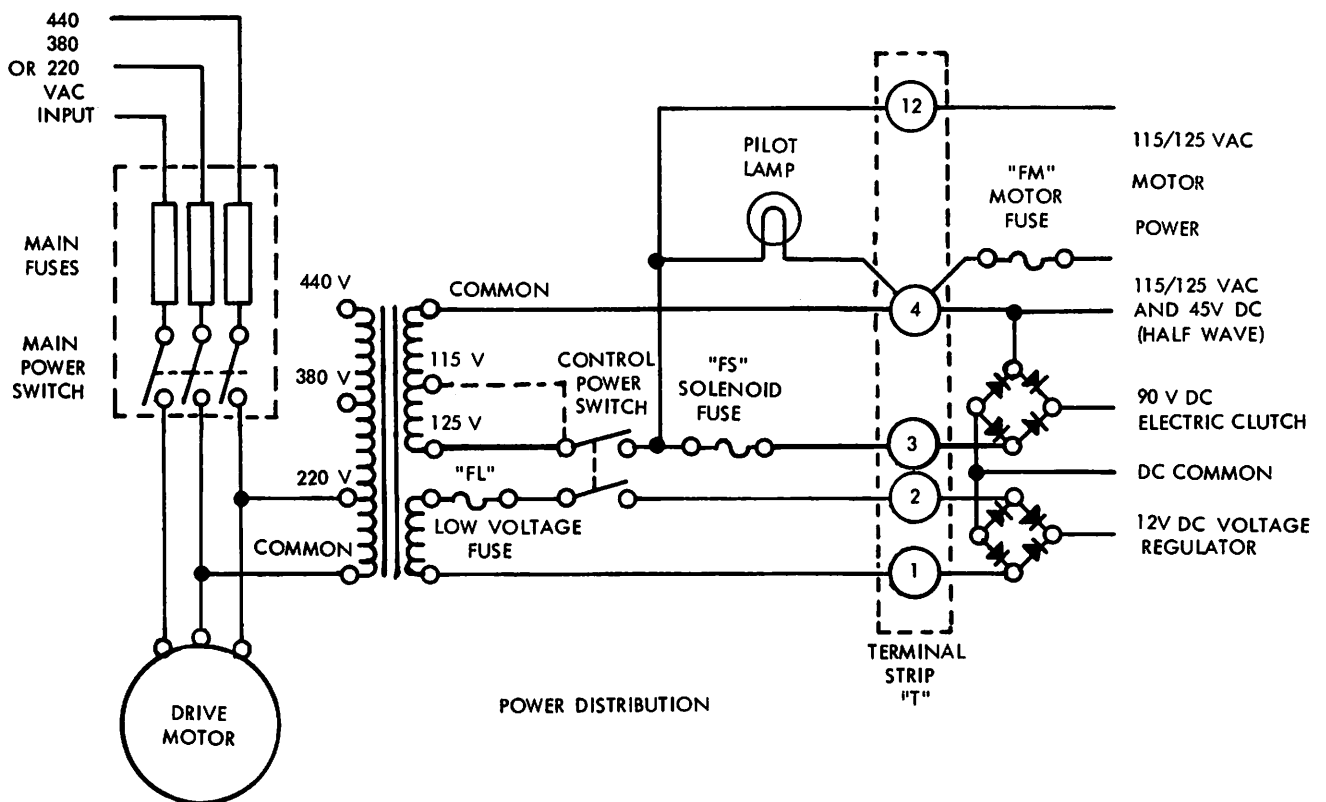 440
380
OR 220
VAC
INPUT
MAIN
FUSES
MAIN
POWER
SWITCH
DRIVE
MOTOR
440 V
380 V
220 V
COMMON
COMMON
115 V
125 V
"FL"
LOW VOLTAGE
FUSE
CONTROL
POWER
SWITCH
"FS"
SOLENOID
FUSE
PILOT
LAMP
12
4
3
2
1
TERMINAL
STRIP
"T"
"FM"
MOTOR
FUSE
115/125 VAC
MOTOR
POWER
115/125 VAC
AND 45V DC
(HALF WAVE)
90 V DC
ELECTRIC CLUTCH
DC COMMON
12V DC VOLTAGE
REGULATOR
POWER DISTRIBUTION